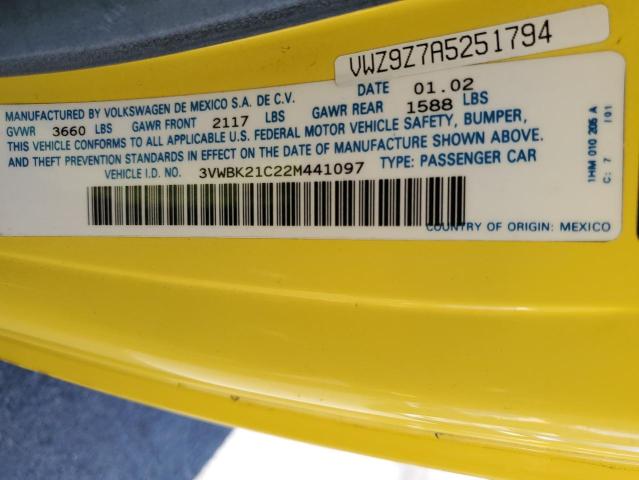 VWZ9Z7A5251794
MANUFACTURED BY VOLKSWAGEN DE MEXICO S.A. DE C.V. DATE 01.02
GVWR 3660 LBS GAWR FRONT 2117 LBS GAWR REAR 1588 LBS
THIS VEHICLE CONFORMS TO ALL APPLICABLE U.S. FEDERAL MOTOR VEHICLE SAFETY, BUMPER,
AND THEFT PREVENTION STANDARDS IN EFFECT ON THE DATE OF MANUFACTURE SHOWN ABOVE.
VEHICLE I.D. NO. 3VWBK21C22M441097 TYPE: PASSENGER CAR
COUNTRY OF ORIGIN: MEXICO
1HM 010 205 A
C: 7 /01